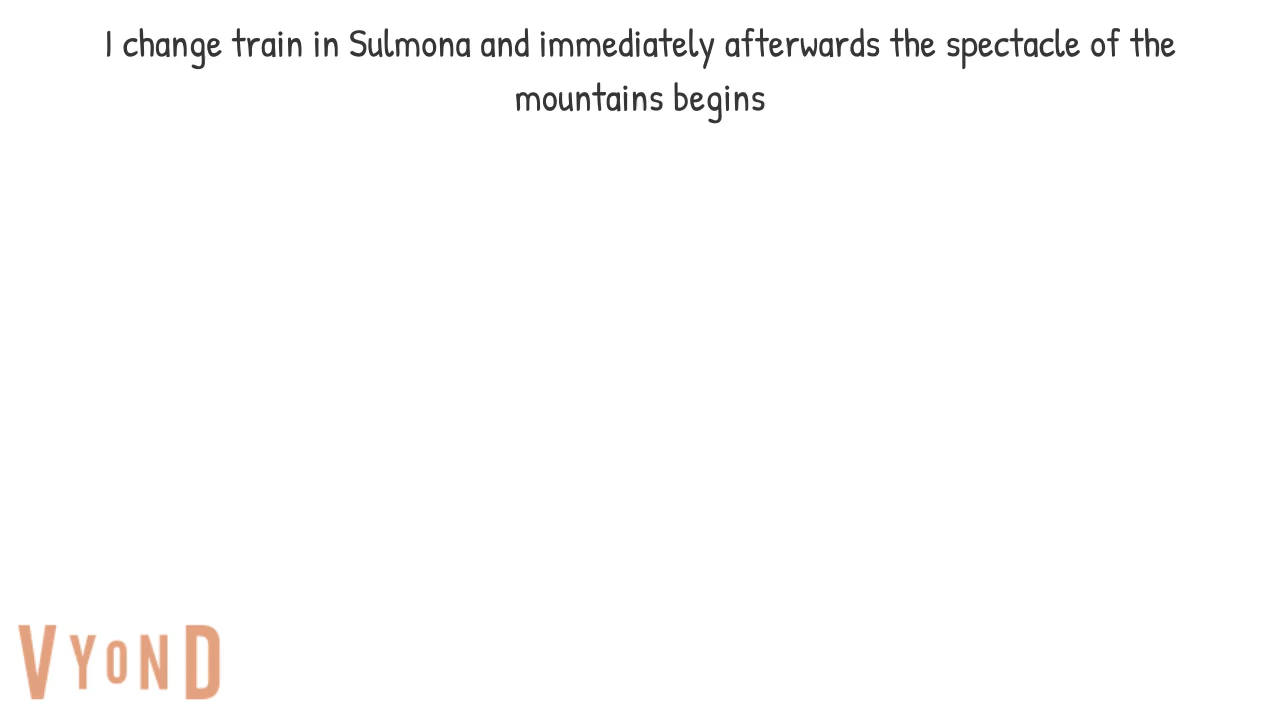 I change train in Sulmona and immediately afterwards the spectacle of the
mountains begins
VYOND